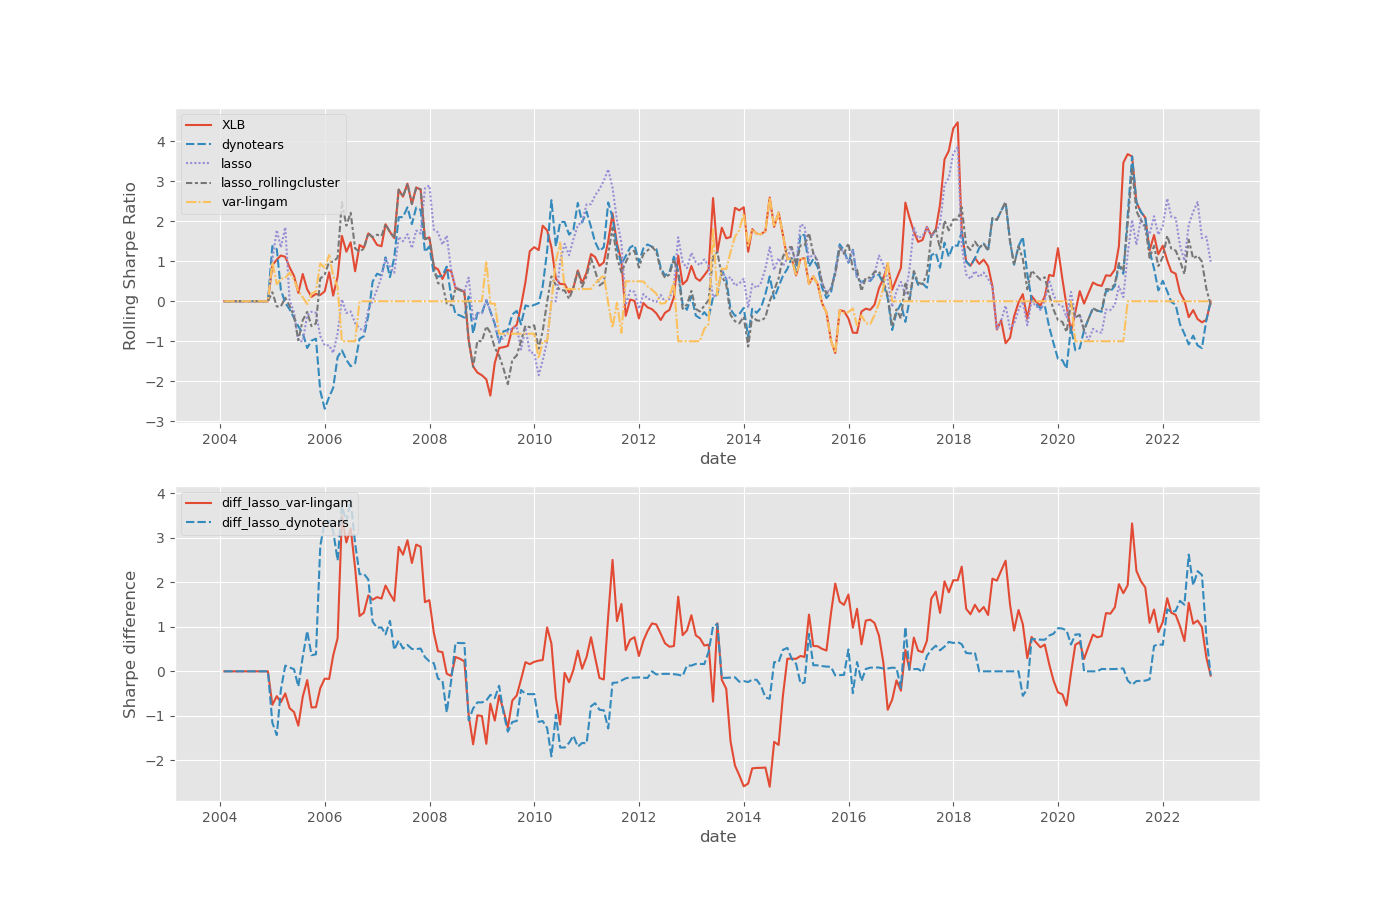 4
3
2
1
0
−1
−2
−3
Rolling Sharpe Ratio
XLB
dynotears
lasso
lasso_rollingcluster
var-lingam
2004 2006 2008 2010 2012 2014 2016 2018 2020 2022
date
4
3
2
1
0
−1
−2
Sharpe difference
diff_lasso_var-lingam
diff_lasso_dynotears
2004 2006 2008 2010 2012 2014 2016 2018 2020 2022
date